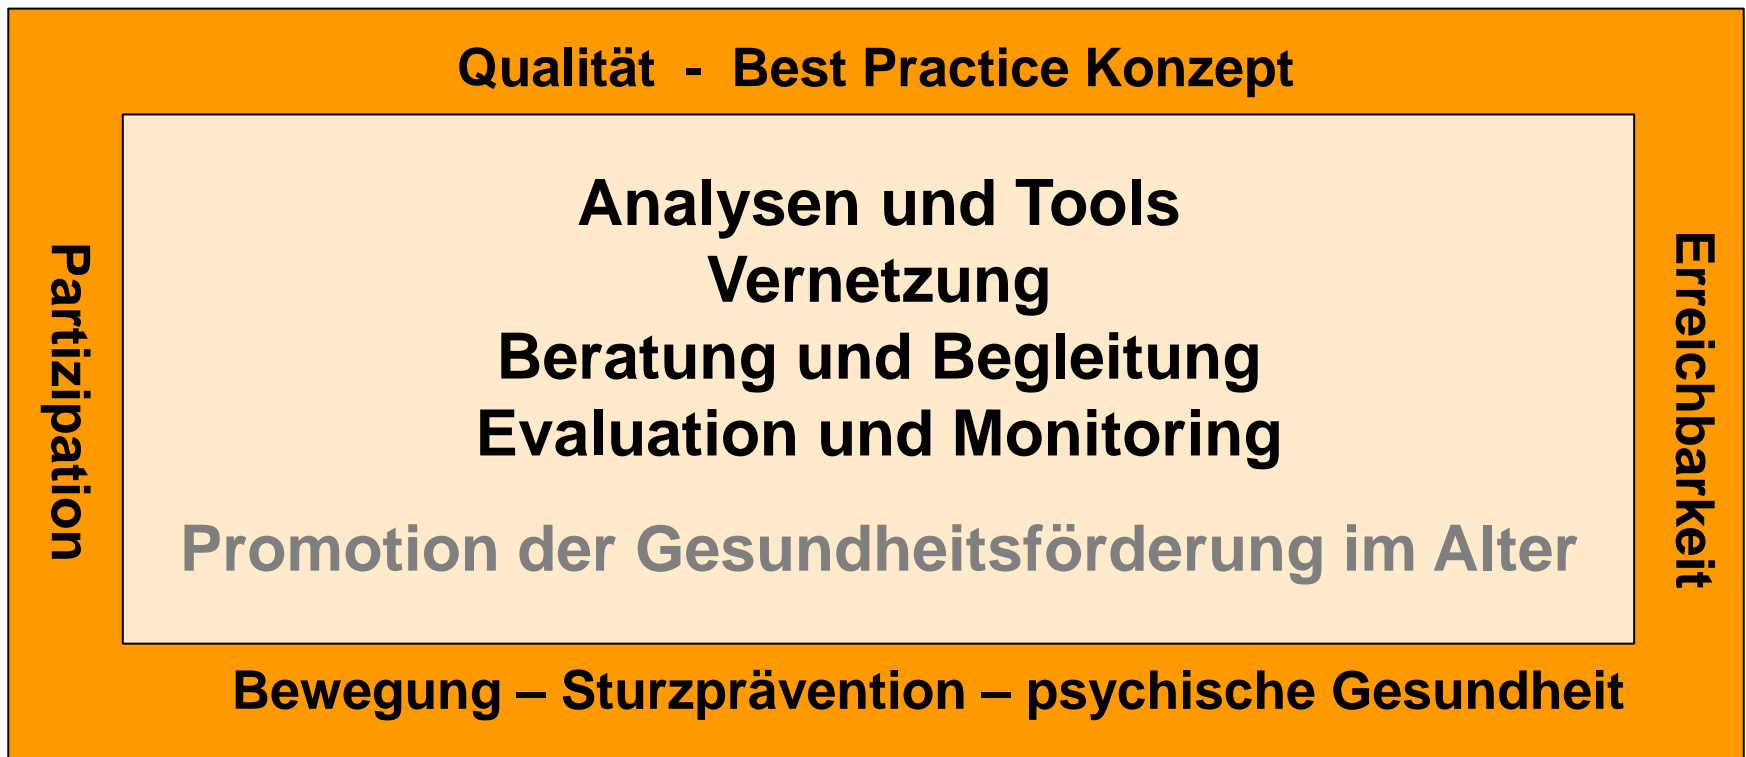 Qualität - Best Practice Konzept
Partizipation
Analysen und Tools
Vernetzung
Beratung und Begleitung
Evaluation und Monitoring
Promotion der Gesundheitsförderung im Alter
Erreichbarkeit
Bewegung – Sturzprävention – psychische Gesundheit